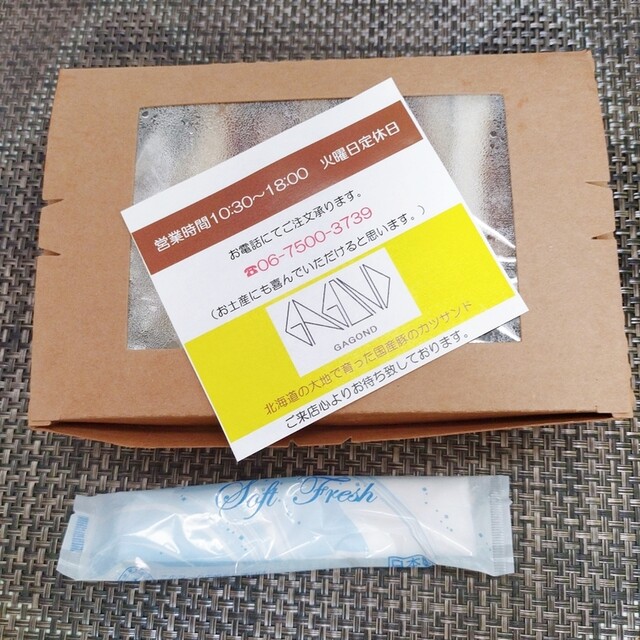 営業時間10:30～18:00 火曜日定休日
お電話にてご注文承ります。
☎06-7500-3739
（お土産にも喜んでいただけると思います。）
GAGOND
GAGOND
北海道の大地で育った国産豚のカツサンド
ご来店心よりお待ち致しております。
Soft Fresh
日本